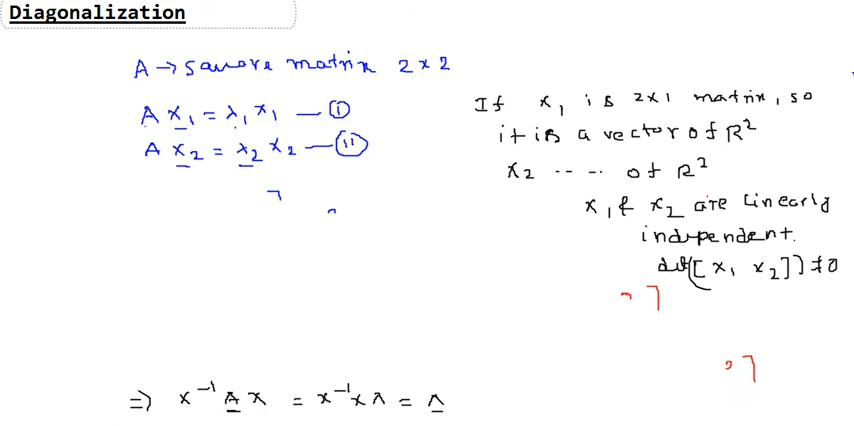 Diagonalization
A → square matrix 2 × 2
A x₁ = λ₁ x₁ — (i)
A x₂ = λ₂ x₂ — (ii)
If x₁ is 2x1 matrix, so
it is a vector of R²
x₂ -- -- of R²
x₁ & x₂ are linearly
independent.
det([x₁ x₂]) ≠ 0
⇒ x⁻¹ A x = x⁻¹ x Λ = Λ